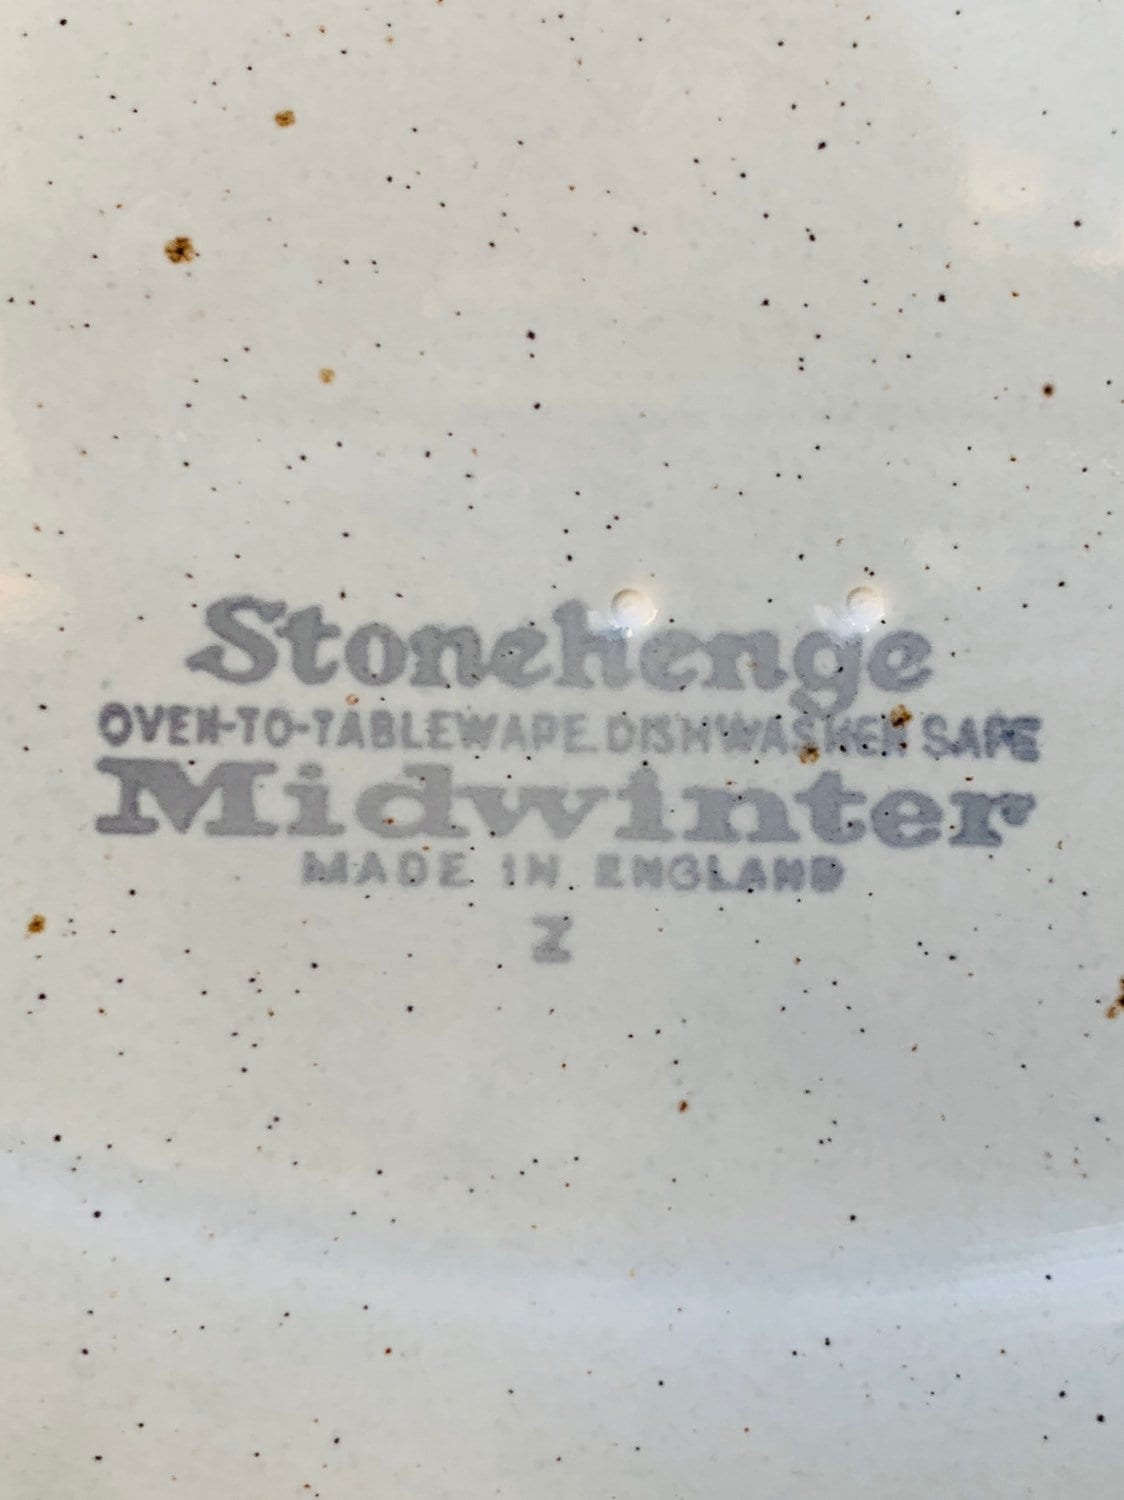 Stonehenge
OVEN-TO-TABLEWARE. DISHWASHER SAFE
Midwinter
MADE IN ENGLAND
Z